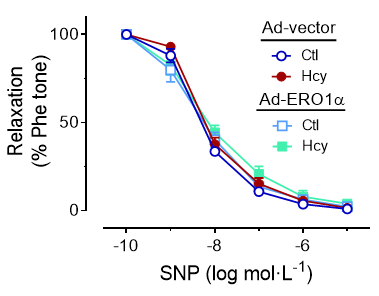 Ad-vector
Ctl
Hcy
Ad-ERO1α
Ctl
Hcy
Relaxation
(% Phe tone)
100
50
0
-10
-8
-6
SNP (log mol·L⁻¹)